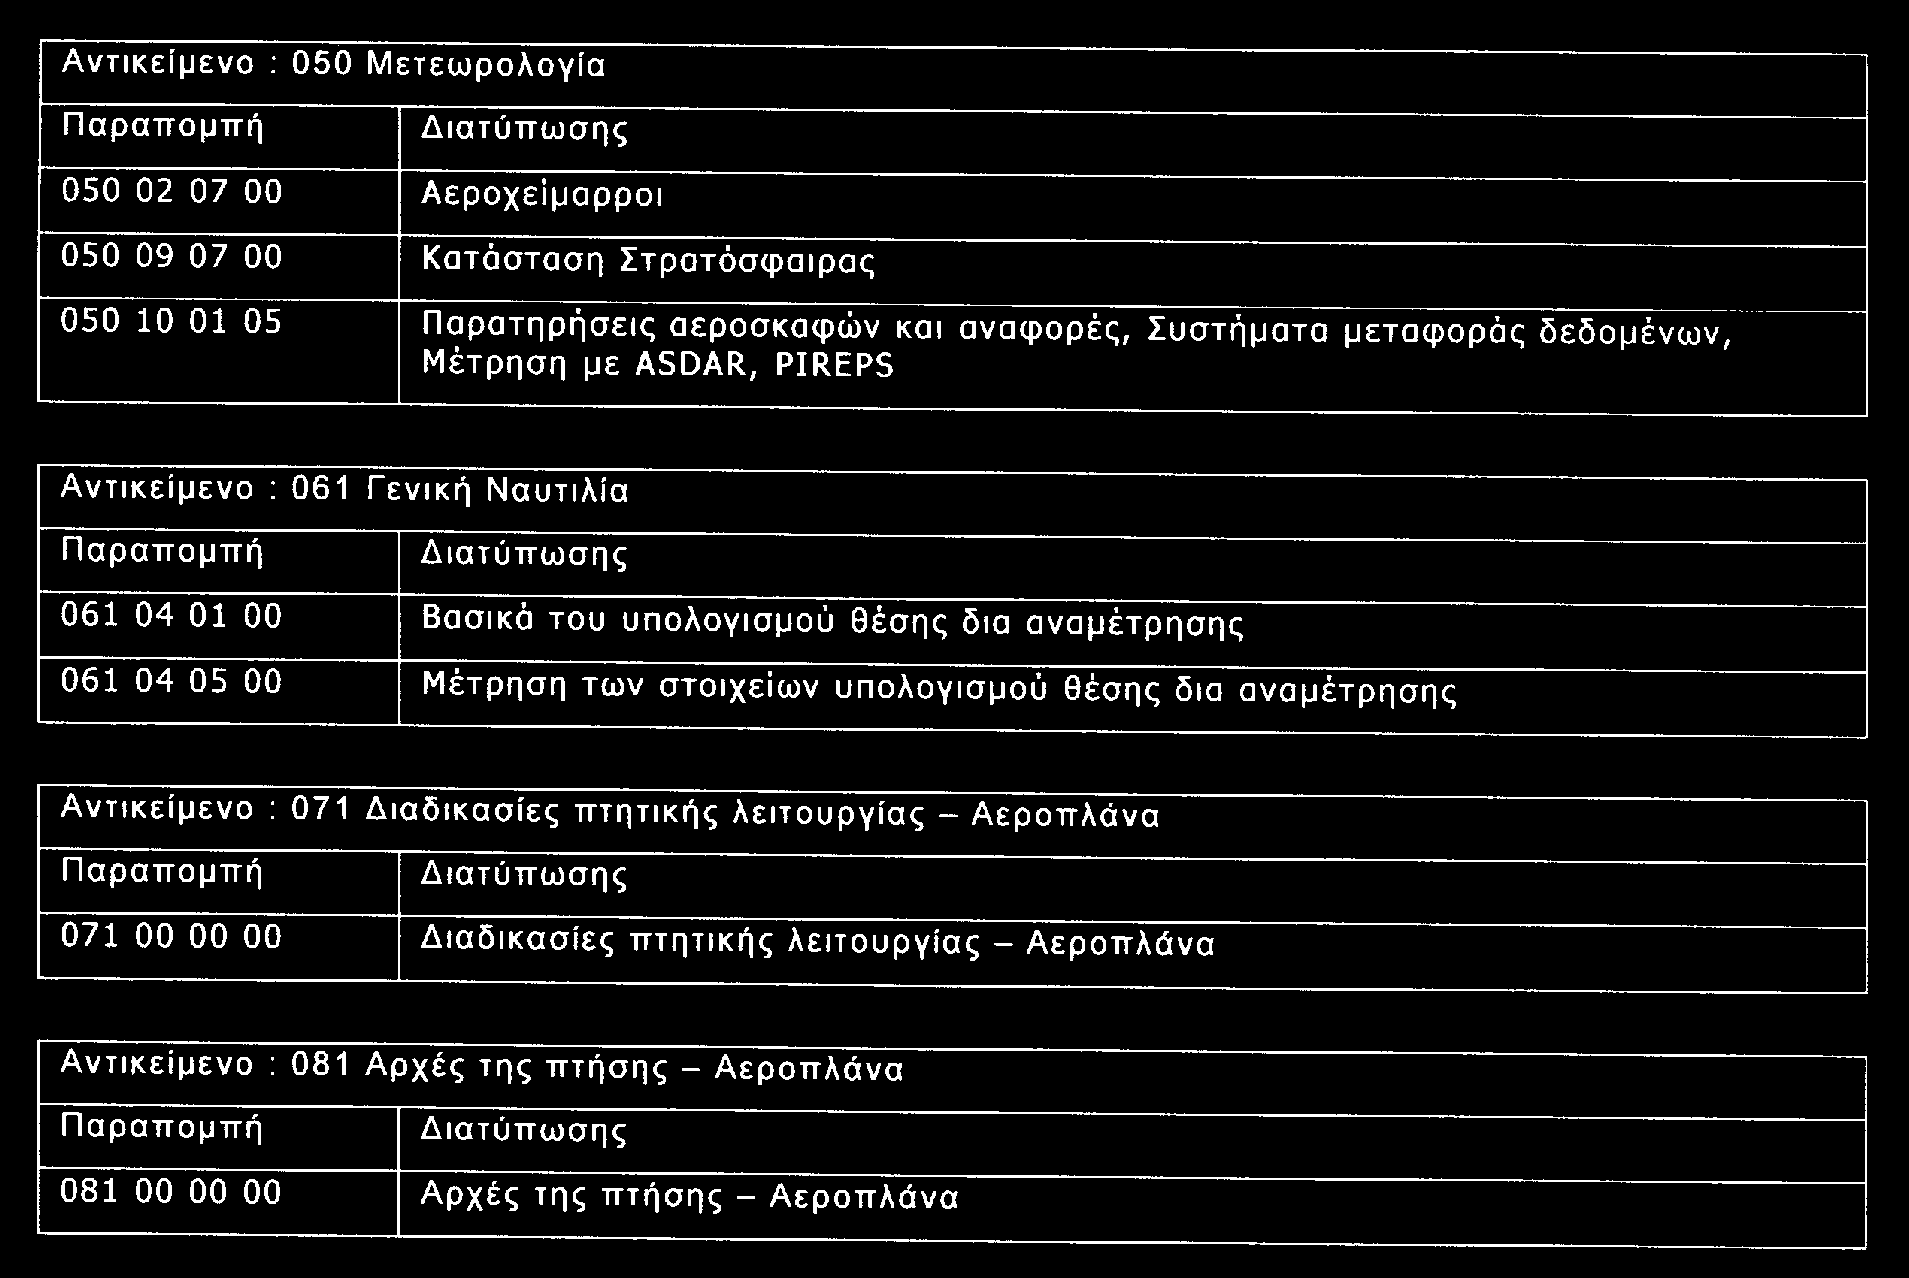 Αντικείμενο : 050 Μετεωρολογία
Παραπομπή Διατύπωσης
050 02 07 00 Αεροχείμαρροι
050 09 07 00 Κατάσταση Στρατόσφαιρας
050 10 01 05 Παρατηρήσεις αεροσκαφών και αναφορές, Συστήματα μεταφοράς δεδομένων,
Μέτρηση με ASDAR, PIREPS
Αντικείμενο : 061 Γενική Ναυτιλία
Παραπομπή Διατύπωσης
061 04 01 00 Βασικά του υπολογισμού θέσης δια αναμέτρησης
061 04 05 00 Μέτρηση των στοιχείων υπολογισμού θέσης δια αναμέτρησης
Αντικείμενο : 071 Διαδικασίες πτητικής λειτουργίας – Αεροπλάνα
Παραπομπή Διατύπωσης
071 00 00 00 Διαδικασίες πτητικής λειτουργίας – Αεροπλάνα
Αντικείμενο : 081 Αρχές της πτήσης – Αεροπλάνα
Παραπομπή Διατύπωσης
081 00 00 00 Αρχές της πτήσης – Αεροπλάνα